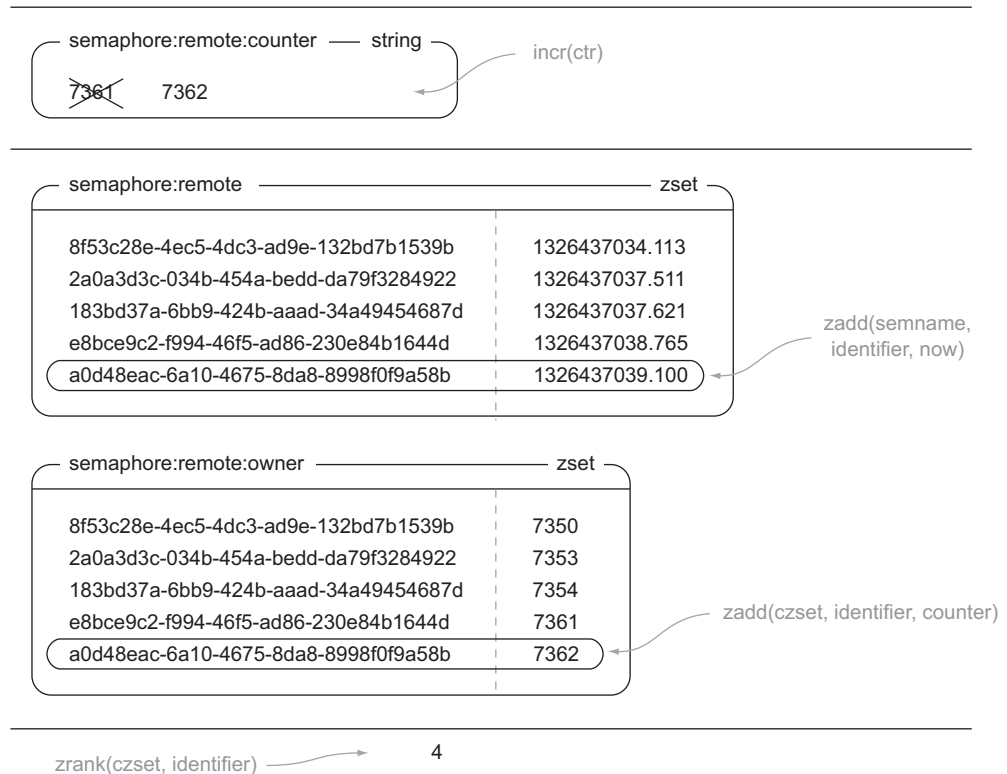 semaphore:remote:counter string
incr(ctr)
7361 7362
semaphore:remote zset
8f53c28e-4ec5-4dc3-ad9e-132bd7b1539b 1326437034.113
2a0a3d3c-034b-454a-bedd-da79f3284922 1326437037.511
183bd37a-6bb9-424b-aaad-34a49454687d 1326437037.621
e8bce9c2-f994-46f5-ad86-230e84b1644d 1326437038.765
a0d48eac-6a10-4675-8da8-8998f0f9a58b 1326437039.100
zadd(semname,
identifier, now)
semaphore:remote:owner zset
8f53c28e-4ec5-4dc3-ad9e-132bd7b1539b 7350
2a0a3d3c-034b-454a-bedd-da79f3284922 7353
183bd37a-6bb9-424b-aaad-34a49454687d 7354
e8bce9c2-f994-46f5-ad86-230e84b1644d 7361
a0d48eac-6a10-4675-8da8-8998f0f9a58b 7362
zadd(czset, identifier, counter)
zrank(czset, identifier) 4